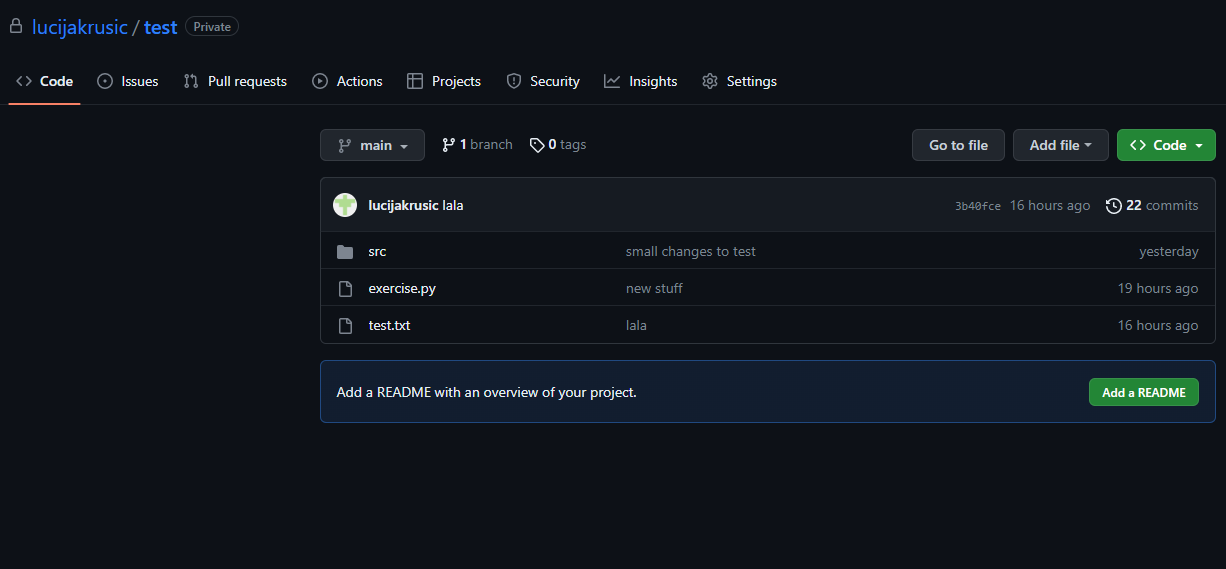 lucijakrusic / test Private
Code Issues Pull requests Actions Projects Security Insights Settings
main 1 branch 0 tags Go to file Add file Code
lucijakrusic lala 3b40fce 16 hours ago 22 commits
src small changes to test yesterday
exercise.py new stuff 19 hours ago
test.txt lala 16 hours ago
Add a README with an overview of your project. Add a README